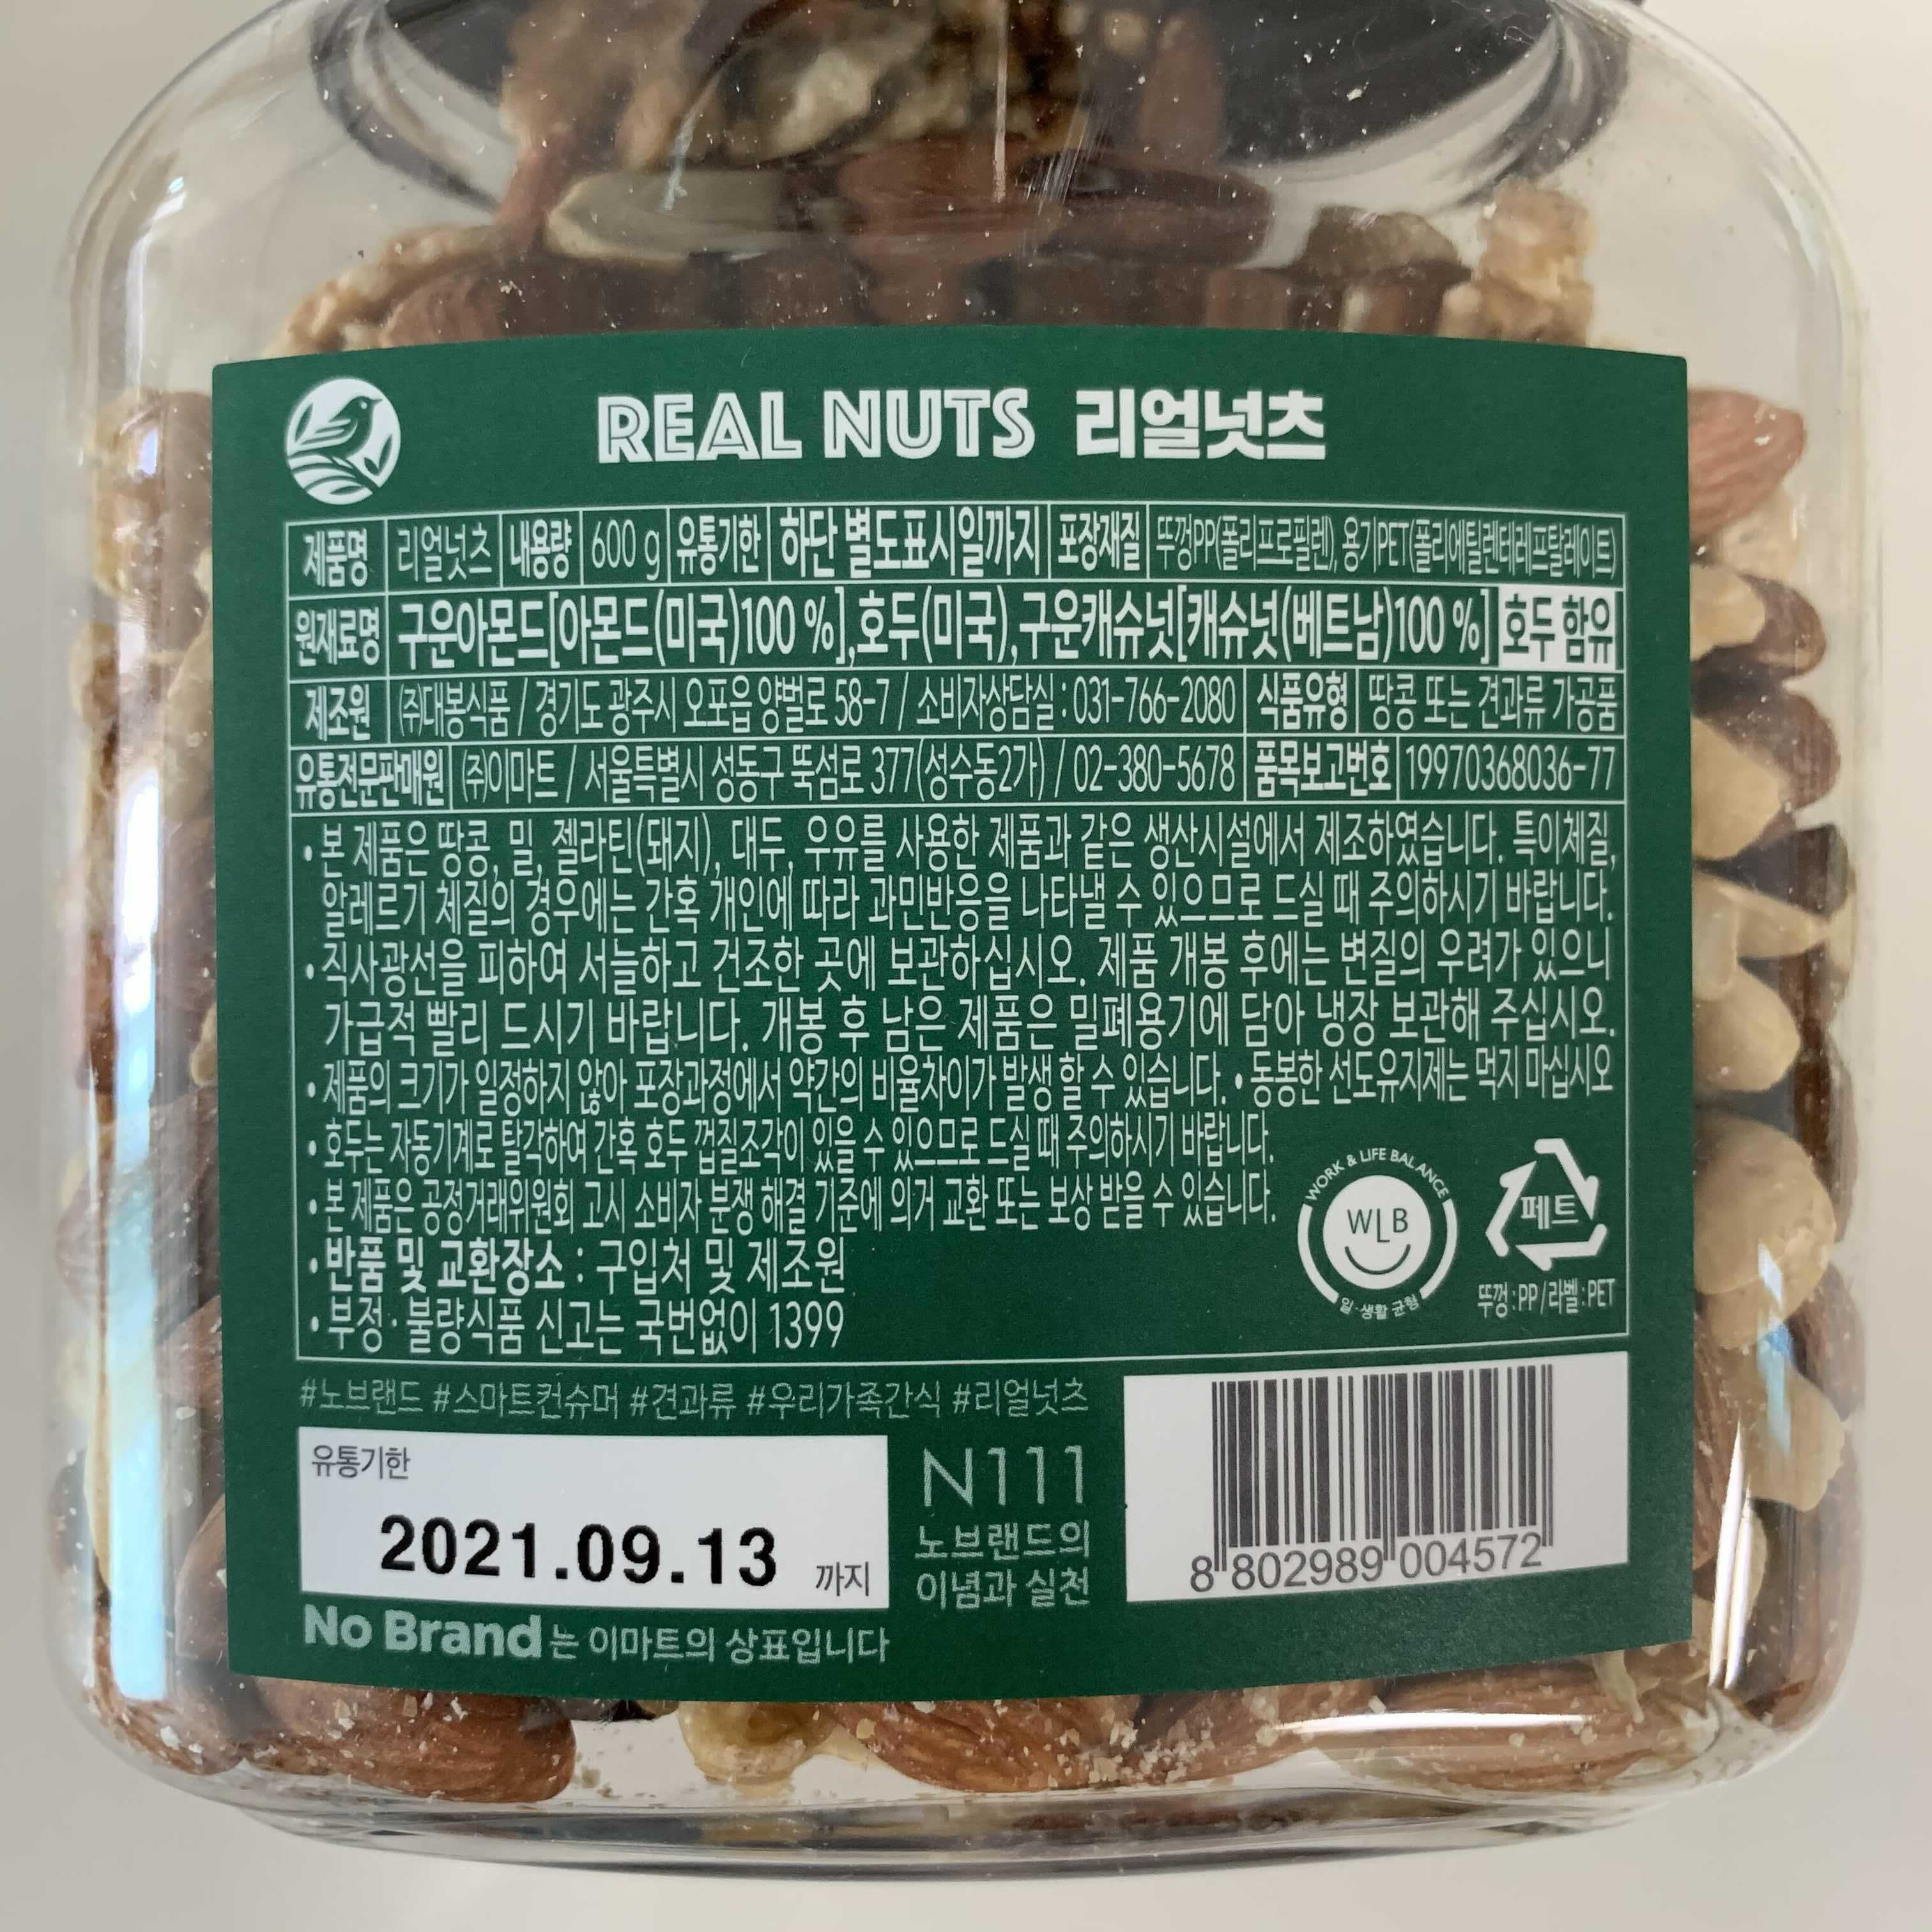 REAL NUTS 리얼넛츠
제품명 리얼넛츠 내용량 600 g 유통기한 하단 별도표시일까지 포장재질 뚜껑PP(폴리프로필렌), 용기PET(폴리에틸렌테레프탈레이트)
원재료명 구운아몬드[아몬드(미국)100 %],호두(미국),구운캐슈넛[캐슈넛(베트남)100 %] 호두 함유
제조원 (주)대봉식품 / 경기도 광주시 오포읍 양벌로 58-7 / 소비자상담실 : 031-766-2080 식품유형 땅콩 또는 견과류 가공품
유통전문판매원 (주)이마트 / 서울특별시 성동구 뚝섬로 377(성수동2가) / 02-380-5678 품목보고번호 19970368036-77
• 본 제품은 땅콩, 밀, 젤라틴(돼지), 대두, 우유를 사용한 제품과 같은 생산시설에서 제조하였습니다. 특이체질,
알레르기 체질의 경우에는 간혹 개인에 따라 과민반응을 나타낼 수 있으므로 드실 때 주의하시기 바랍니다.
• 직사광선을 피하여 서늘하고 건조한 곳에 보관하십시오. 제품 개봉 후에는 변질의 우려가 있으니
가급적 빨리 드시기 바랍니다. 개봉 후 남은 제품은 밀폐용기에 담아 냉장 보관해 주십시오.
• 제품의 크기가 일정하지 않아 포장과정에서 약간의 비율차이가 발생 할 수 있습니다. • 동봉한 선도유지제는 먹지 마십시오
• 호두는 자동기계로 탈각하여 간혹 호두 껍질조각이 있을 수 있으므로 드실 때 주의하시기 바랍니다.
• 본 제품은 공정거래위원회 고시 소비자 분쟁 해결 기준에 의거 교환 또는 보상 받을 수 있습니다.
• 반품 및 교환장소 : 구입처 및 제조원
• 부정 · 불량식품 신고는 국번없이 1399
WORK & LIFE BALANCE
WLB
일·생활 균형
페트
뚜껑 : PP / 라벨 : PET
#노브랜드 #스마트컨슈머 #견과류 #우리가족간식 #리얼넛츠
유통기한
2021.09.13 까지
N111
노브랜드의
이념과 실천
8 802989 004572
No Brand는 이마트의 상표입니다